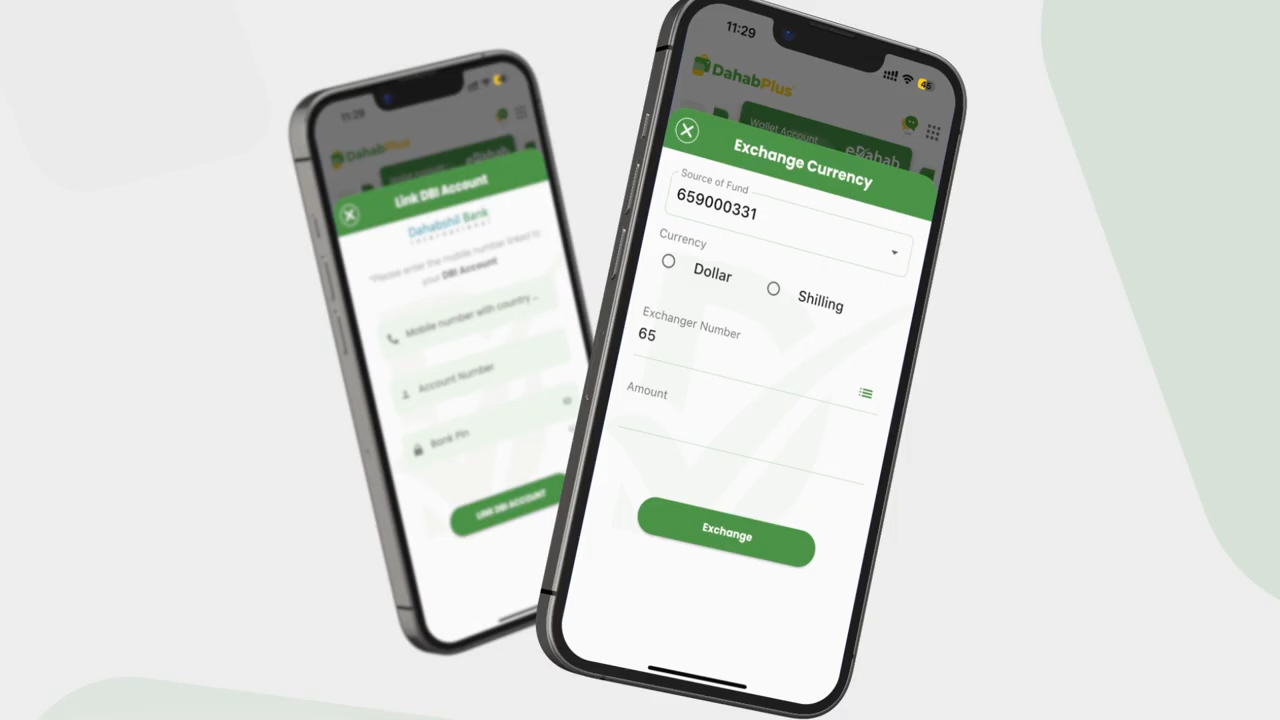 11:29
DahabPlus
Link DBI Account
Dahabshil Bank
International
*Please enter the mobile number linked to
your DBI Account
Mobile number with country ...
Account Number
Bank Pin
LINK DBI ACCOUNT
11:29
45
DahabPlus
Wallet Account
eDahab
Exchange Currency
Source of Fund
659000331
Currency
Dollar
Shilling
Exchanger Number
65
Amount
Exchange